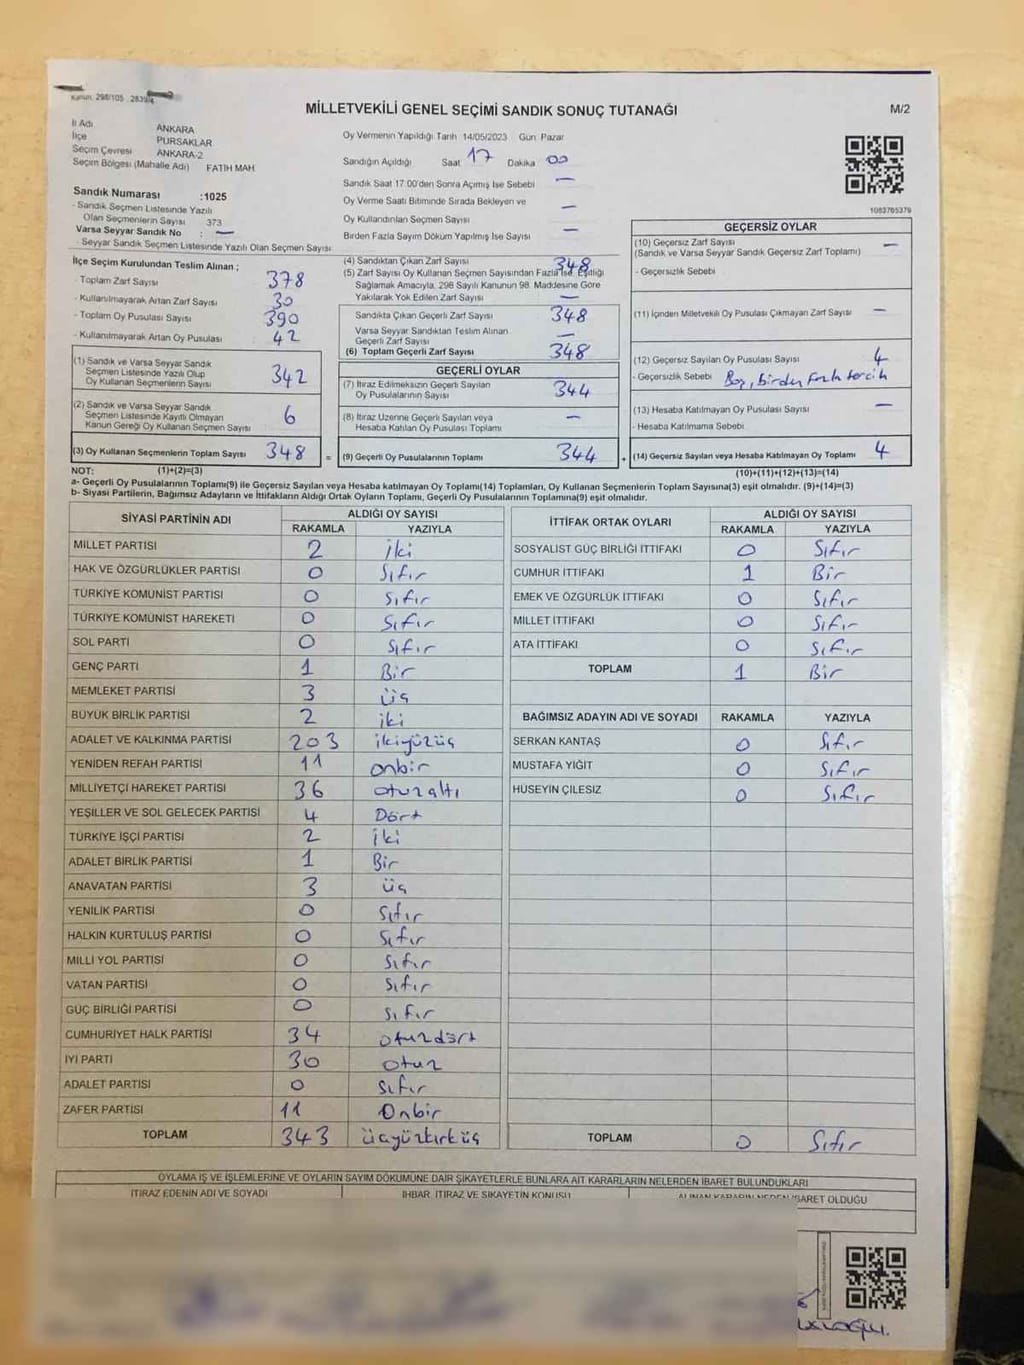 Kanun: 298/105 2839/4
MİLLETVEKİLİ GENEL SEÇİMİ SANDIK SONUÇ TUTANAĞI
M/2
İl Adı ANKARA
İlçe PURSAKLAR
Seçim Çevresi ANKARA-2
Seçim Bölgesi (Mahalle Adı) FATİH MAH
Sandık Numarası :1025
- Sandık Seçmen Listesinde Yazılı
Olan Seçmenlerin Sayısı 373
Varsa Seyyar Sandık No : —
- Seyyar Sandık Seçmen Listesinde Yazılı Olan Seçmen Sayısı
Oy Vermenin Yapıldığı Tarih 14/05/2023 Gün Pazar
Sandığın Açıldığı Saat 17 Dakika 00
Sandık Saat 17.00'den Sonra Açımış İse Sebebi —
Oy Verme Saati Bitiminde Sırada Bekleyen ve
Oy Kullandırılan Seçmen Sayısı —
Birden Fazla Sayım Döküm Yapılmış İse Sayısı —
1083705379
İlçe Seçim Kurulundan Teslim Alınan ;
- Toplam Zarf Sayısı 378
- Kullanılmayarak Artan Zarf Sayısı 30
- Toplam Oy Pusulası Sayısı 390
- Kullanılmayarak Artan Oy Pusulası 42
(1) Sandık ve Varsa Seyyar Sandık
Seçmen Listesinde Yazılı Olup
Oy Kullanan Seçmenlerin Sayısı 342
(2) Sandık ve Varsa Seyyar Sandık
Seçmen Listesinde Kayıtlı Olmayan
Kanun Gereği Oy Kullanan Seçmen Sayısı 6
(3) Oy Kullanan Seçmenlerin Toplam Sayısı 348 =
(4) Sandıktan Çıkan Zarf Sayısı 348
(5) Zarf Sayısı Oy Kullanan Seçmen Sayısından Fazla İse, Eşitliği
Sağlamak Amacıyla, 298 Sayılı Kanunun 98. Maddesine Göre
Yakılarak Yok Edilen Zarf Sayısı —
Sandıkta Çıkan Geçerli Zarf Sayısı 348
Varsa Seyyar Sandıktan Teslim Alınan
Geçerli Zarf Sayısı —
(6) Toplam Geçerli Zarf Sayısı 348
GEÇERLİ OYLAR
(7) İtiraz Edilmeksizin Geçerli Sayılan
Oy Pusulasının Sayısı 344
(8) İtiraz Üzerine Geçerli Sayılan veya
Hesaba Katılan Oy Pusulası Toplamı —
(9) Geçerli Oy Pusulalarının Toplamı 344 +
GEÇERSİZ OYLAR
(10) Geçersiz Zarf Sayısı —
(Sandık ve Varsa Seyyar Sandık Geçersiz Zarf Toplamı)
- Geçersizlik Sebebi
(11) İçinden Milletvekili Oy Pusulası Çıkmayan Zarf Sayısı —
(12) Geçersiz Sayılan Oy Pusulası Sayısı 4
- Geçersizlik Sebebi Boş, birden fazla tercih
(13) Hesaba Katılmayan Oy Pusulası Sayısı —
- Hesaba Katılmama Sebebi
(14) Geçersiz Sayılan veya Hesaba Katılmayan Oy Toplamı 4
NOT: (1)+(2)=(3) (10)+(11)+(12)+(13)=(14)
a- Geçerli Oy Pusulalarının Toplamı(9) ile Geçersiz Sayılan veya Hesaba Katılmayan Oy Toplamı(14) Toplamları, Oy Kullanan Seçmenlerin Toplam Sayısına(3) eşit olmalıdır. (9)+(14)=(3)
b- Siyasi Partilerin, Bağımsız Adayların ve İttifakların Aldığı Ortak Oyların Toplamı, Geçerli Oy Pusulalarının Toplamına(9) eşit olmalıdır.
SİYASİ PARTİNİN ADI ALDIĞI OY SAYISI
RAKAMLA YAZIYLA
MİLLET PARTİSİ 2 iki
HAK VE ÖZGÜRLÜKLER PARTİSİ 0 Sıfır
TÜRKİYE KOMÜNİST PARTİSİ 0 Sıfır
TÜRKİYE KOMÜNİST HAREKETİ 0 Sıfır
SOL PARTİ 0 Sıfır
GENÇ PARTİ 1 Bir
MEMLEKET PARTİSİ 3 üç
BÜYÜK BİRLİK PARTİSİ 2 iki
ADALET VE KALKINMA PARTİSİ 203 ikiyüzüç
YENİDEN REFAH PARTİSİ 11 onbir
MİLLİYETÇİ HAREKET PARTİSİ 36 otuzaltı
YEŞİLLER VE SOL GELECEK PARTİSİ 4 Dört
TÜRKİYE İŞÇİ PARTİSİ 2 iki
ADALET BİRLİK PARTİSİ 1 Bir
ANAVATAN PARTİSİ 3 üç
YENİLİK PARTİSİ 0 Sıfır
HALKIN KURTULUŞ PARTİSİ 0 Sıfır
MİLLİ YOL PARTİSİ 0 Sıfır
VATAN PARTİSİ 0 Sıfır
GÜÇ BİRLİĞİ PARTİSİ 0 Sıfır
CUMHURİYET HALK PARTİSİ 34 otuzdört
İYİ PARTİ 30 otuz
ADALET PARTİSİ 0 Sıfır
ZAFER PARTİSİ 11 Onbir
TOPLAM 343 üçyüzkırküç
İTTİFAK ORTAK OYLARI ALDIĞI OY SAYISI
RAKAMLA YAZIYLA
SOSYALİST GÜÇ BİRLİĞİ İTTİFAKI 0 Sıfır
CUMHUR İTTİFAKI 1 Bir
EMEK VE ÖZGÜRLÜK İTTİFAKI 0 Sıfır
MİLLET İTTİFAKI 0 Sıfır
ATA İTTİFAKI 0 Sıfır
TOPLAM 1 Bir
BAĞIMSIZ ADAYIN ADI VE SOYADI RAKAMLA YAZIYLA
SERKAN KANTAŞ 0 Sıfır
MUSTAFA YİĞİT 0 Sıfır
HÜSEYİN ÇİLESİZ 0 Sıfır
TOPLAM 0 Sıfır
OYLAMA İŞ VE İŞLEMLERİNE VE OYLARIN SAYIM DÖKÜMÜNE DAİR ŞİKAYETLERLE BUNLARA AİT KARARLARIN NELERDEN İBARET BULUNDUKLARI
İTİRAZ EDENİN ADI VE SOYADI İHBAR, İTİRAZ VE ŞİKAYETİN KONUSU ALINAN KARARIN NEDEN İBARET OLDUĞU